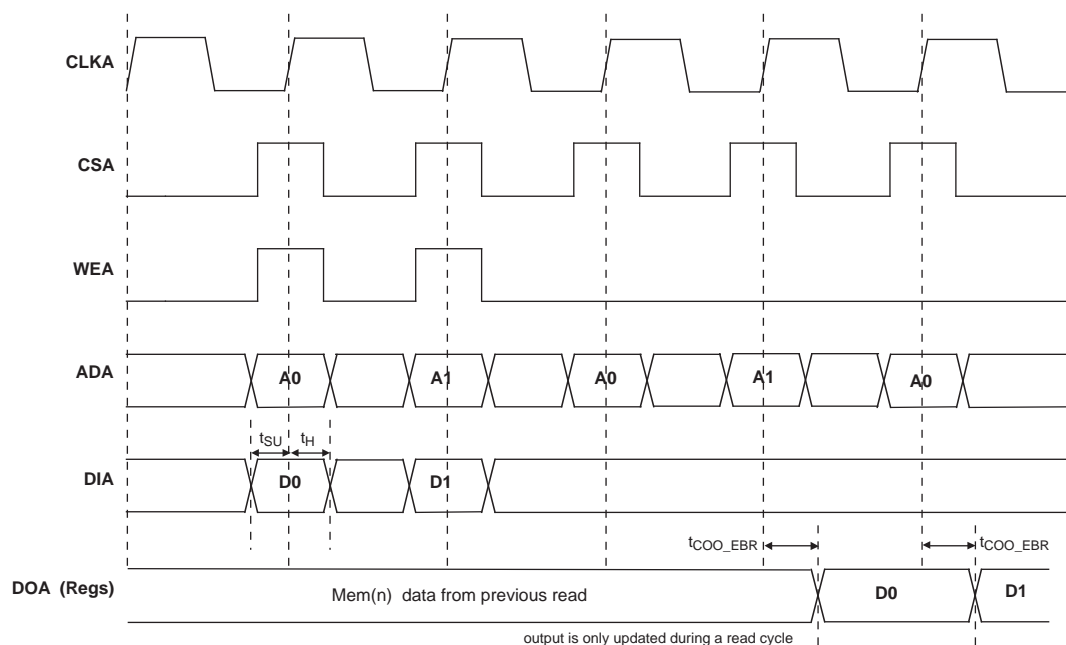 CLKA
CSA
WEA
ADA
A0
A1
A0
A1
A0
tSU
tH
DIA
D0
D1
tCOO_EBR
tCOO_EBR
DOA (Regs)
Mem(n) data from previous read
D0
D1
output is only updated during a read cycle